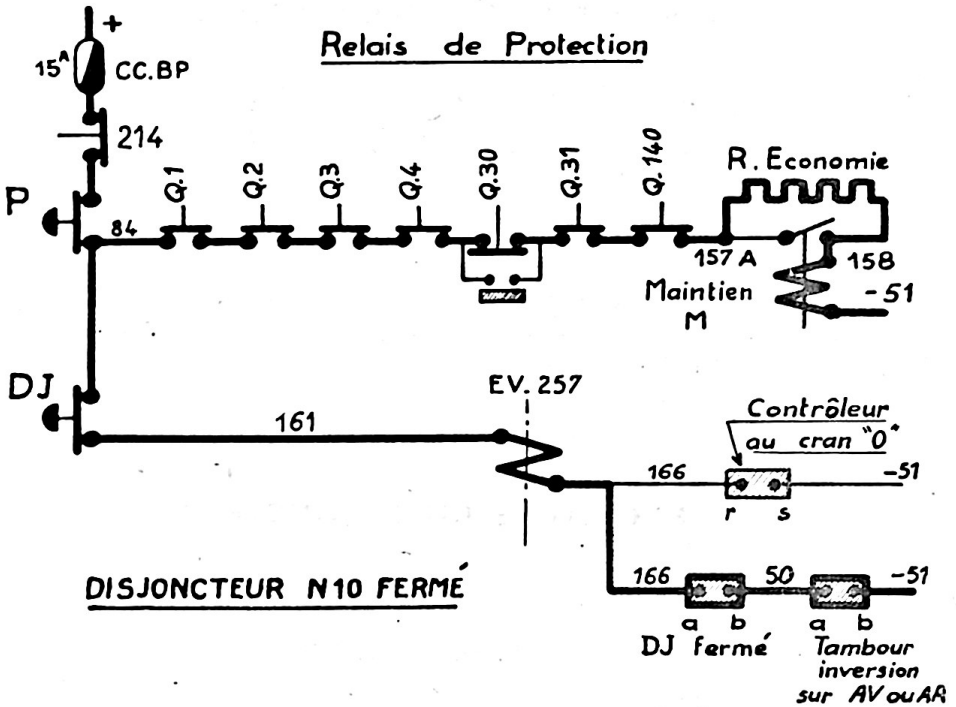 Relais de Protection
+
15A CC.BP
214
P
Q.1 Q.2 Q.3 Q.4 Q.30 Q.31 Q.140
R. Economie
84
157A
158
Maintien
M
-51
DJ
EV. 257
161
Contrôleur
au cran "0"
166
-51
r s
DISJONCTEUR N10 FERMÉ
166 50 -51
a b a b
DJ fermé
Tambour
inversion
sur AV ou AR